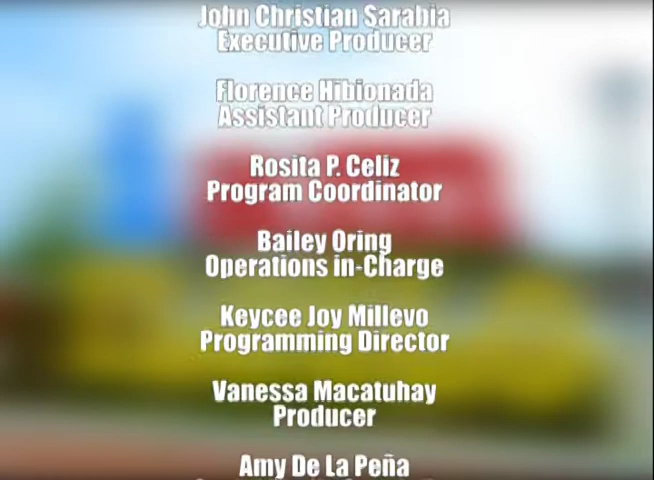 John Christian Sarabia
Executive Producer
Florence Hibionada
Assistant Producer
Rosita P. Celiz
Program Coordinator
Bailey Oring
Operations in-Charge
Keycee Joy Millevo
Programming Director
Vanessa Macatuhay
Producer
Amy De La Peña